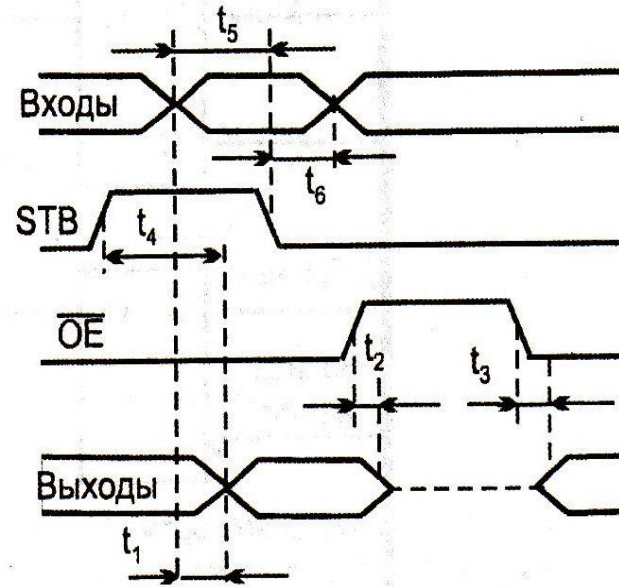 t₅
Входы
t₆
STB
t₄
OE
t₂
t₃
Выходы
t₁